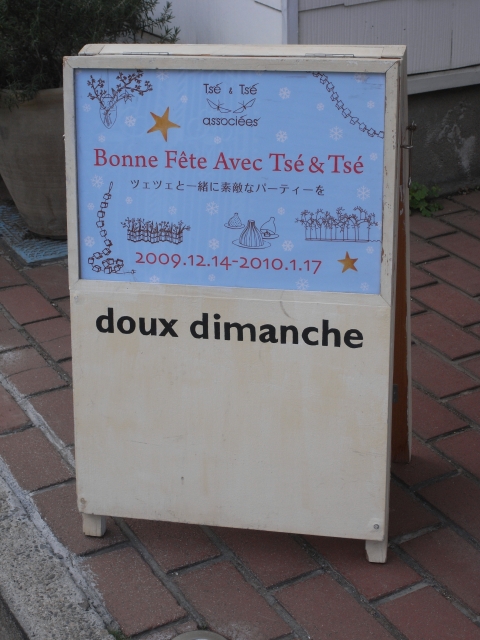 Tsé & Tsé
associées
Bonne Fête Avec Tsé & Tsé
ツェツェと一緒に素敵なパーティーを
2009.12.14-2010.1.17
doux dimanche